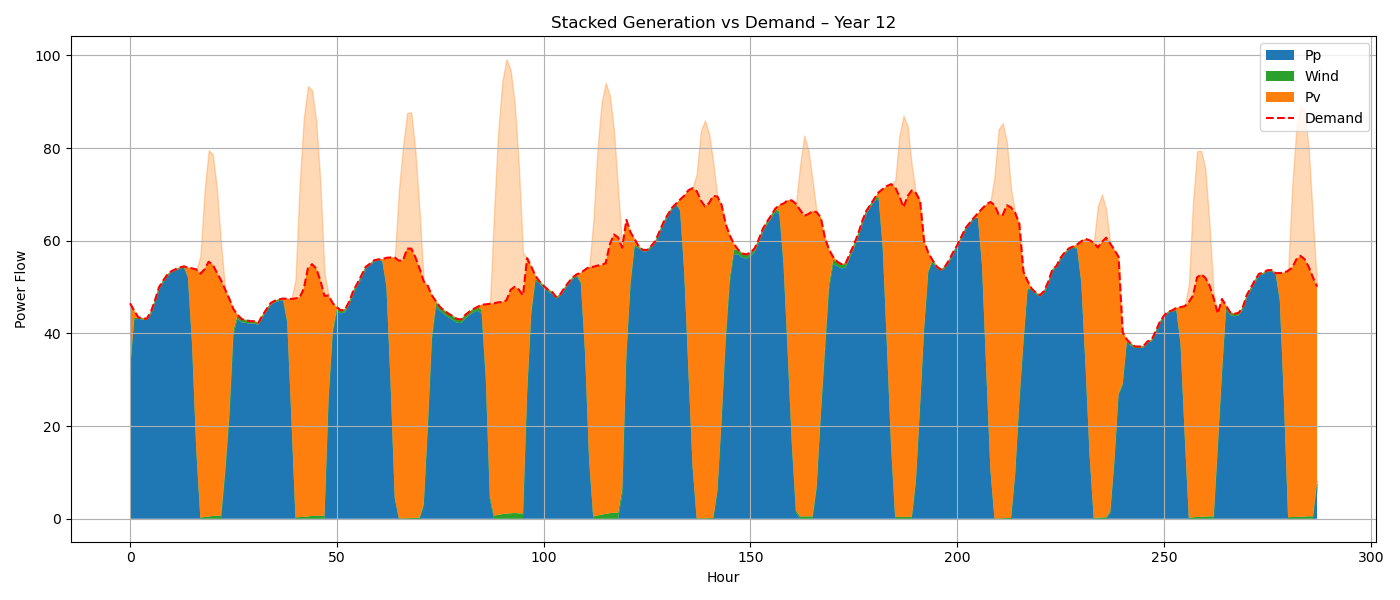 Stacked Generation vs Demand – Year 12
Power Flow
100
80
60
40
20
0
0 50 100 150 200 250 300
Hour
Pp
Wind
Pv
Demand